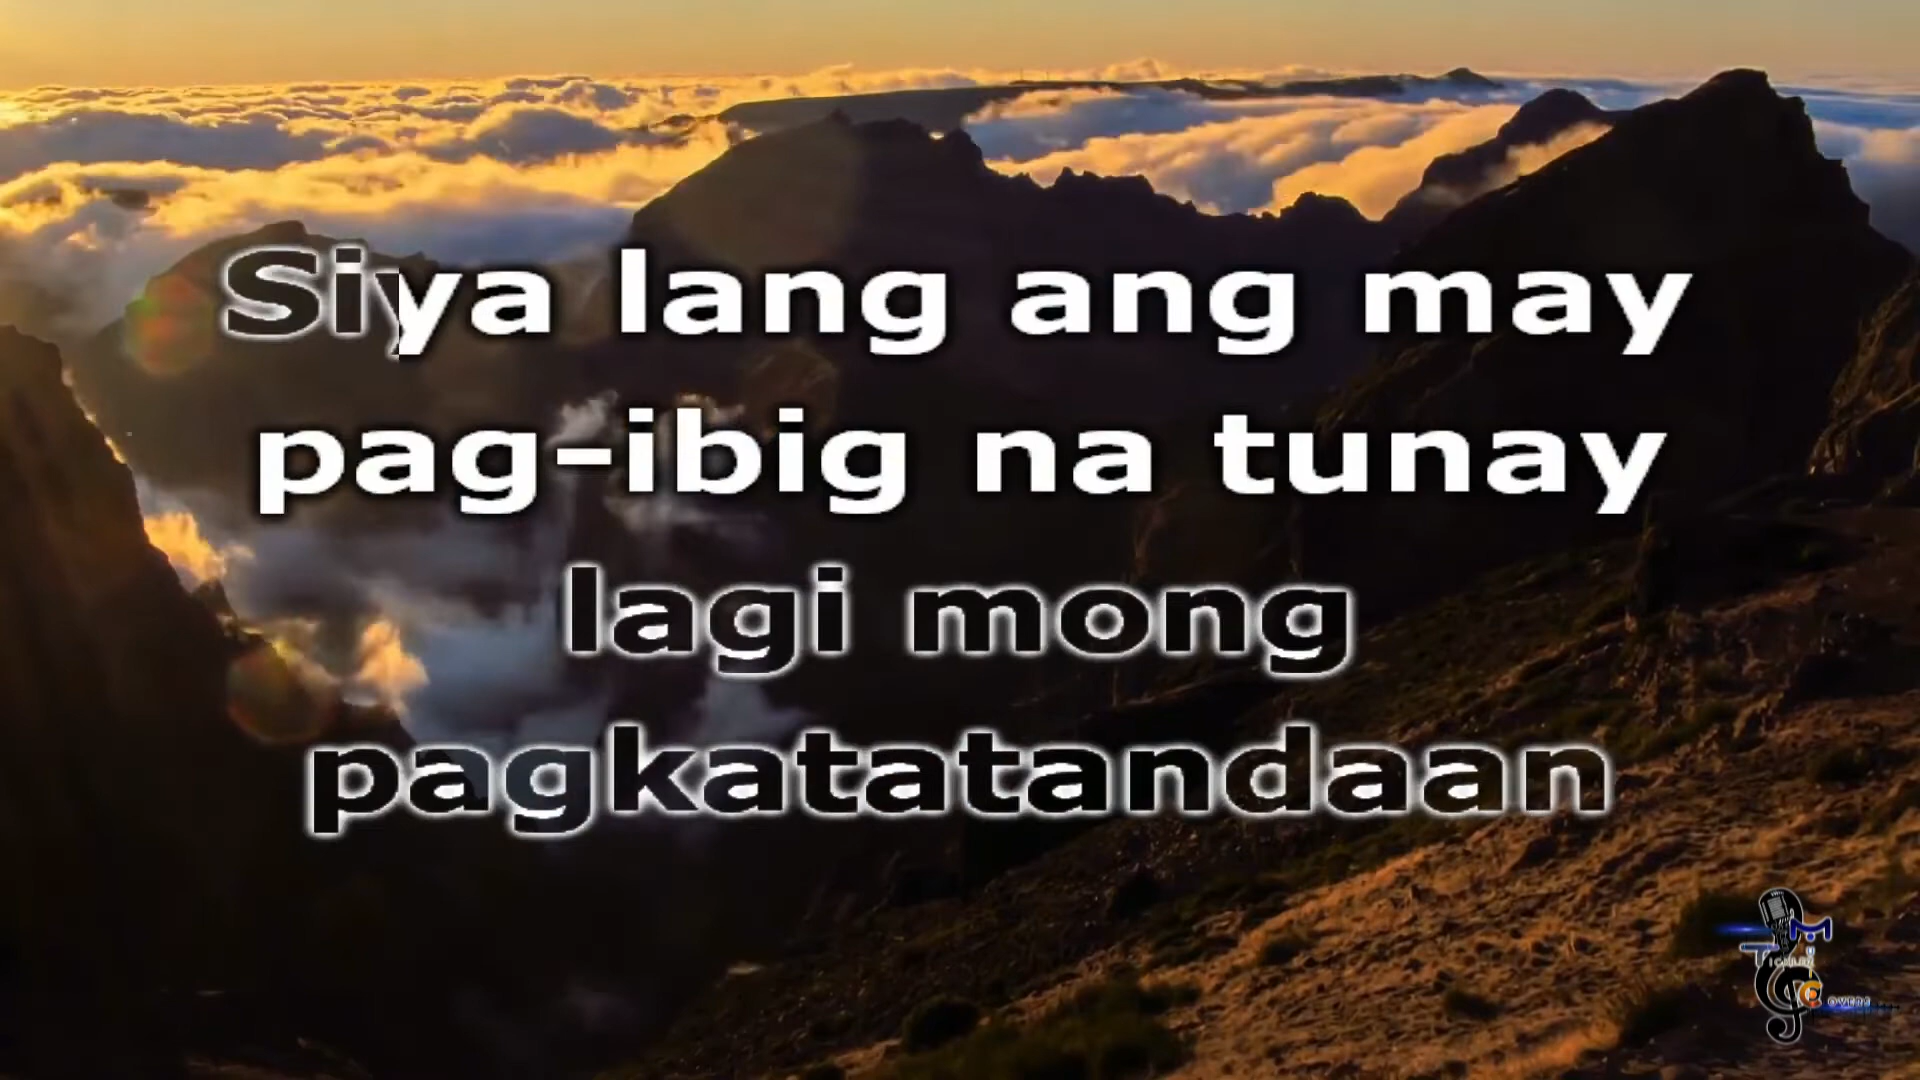 Siya lang ang may
pag-ibig na tunay
lagi mong
pagkatatandaan